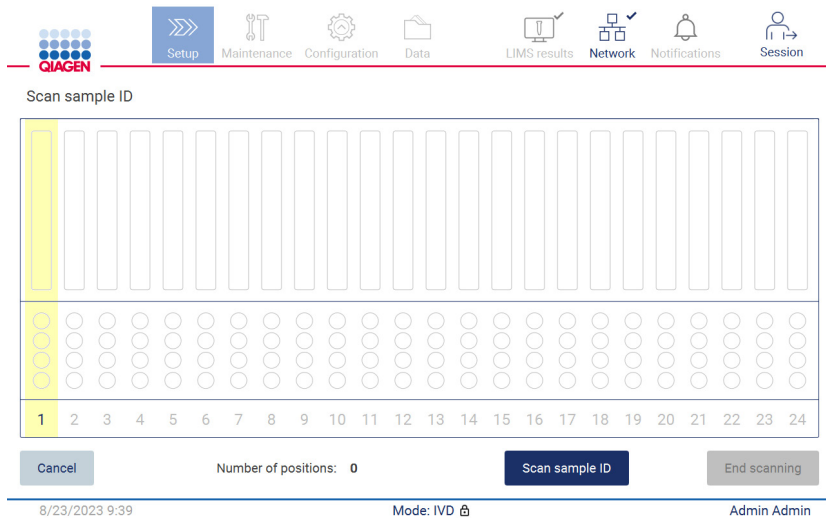 QIAGEN
Setup Maintenance Configuration Data LIMS results Network Notifications Session
Scan sample ID
1 2 3 4 5 6 7 8 9 10 11 12 13 14 15 16 17 18 19 20 21 22 23 24
Cancel Number of positions: 0 Scan sample ID End scanning
8/23/2023 9:39 Mode: IVD Admin Admin